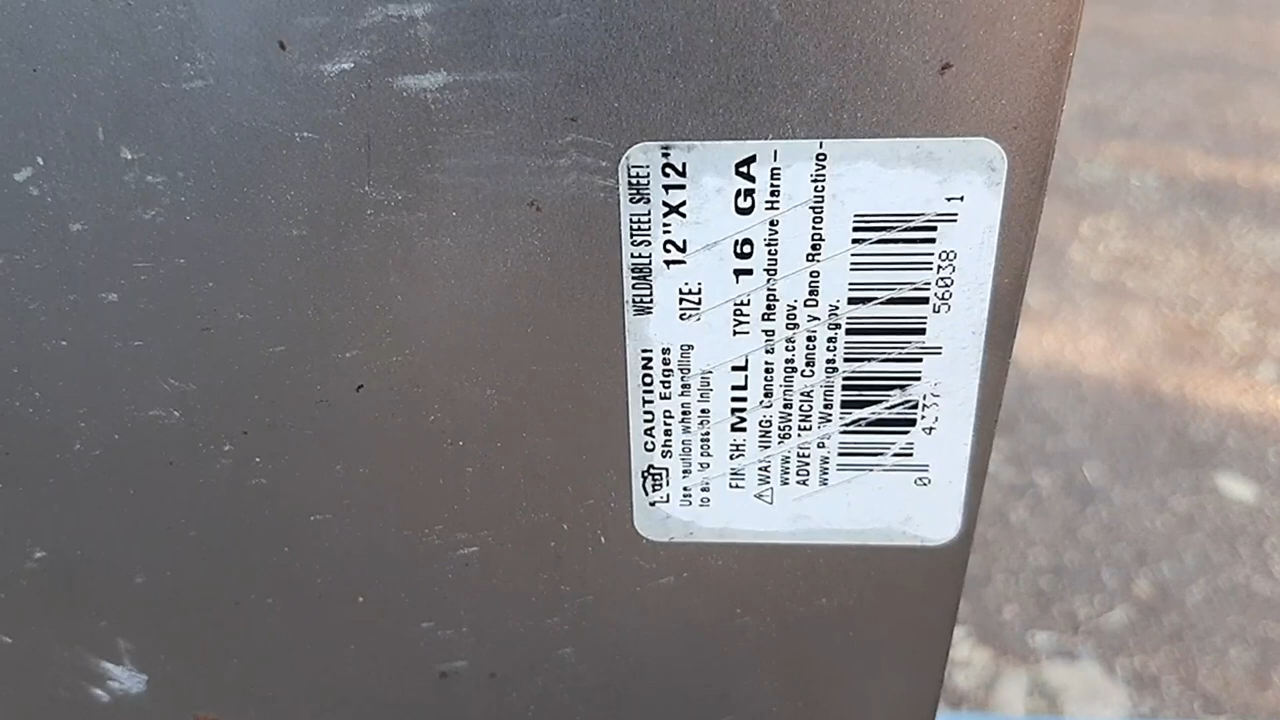 WELDABLE STEEL SHEET
CAUTION!
Sharp Edges
Use caution when handling
to avoid possible injury.
SIZE: 12"X12"
FINISH: MILL TYPE: 16 GA
⚠WARNING: Cancer and Reproductive Harm –
www.P65Warnings.ca.gov.
ADVERTENCIA: Cancer y Dano Reproductivo-
www.P65Warnings.ca.gov.
0 56038 1